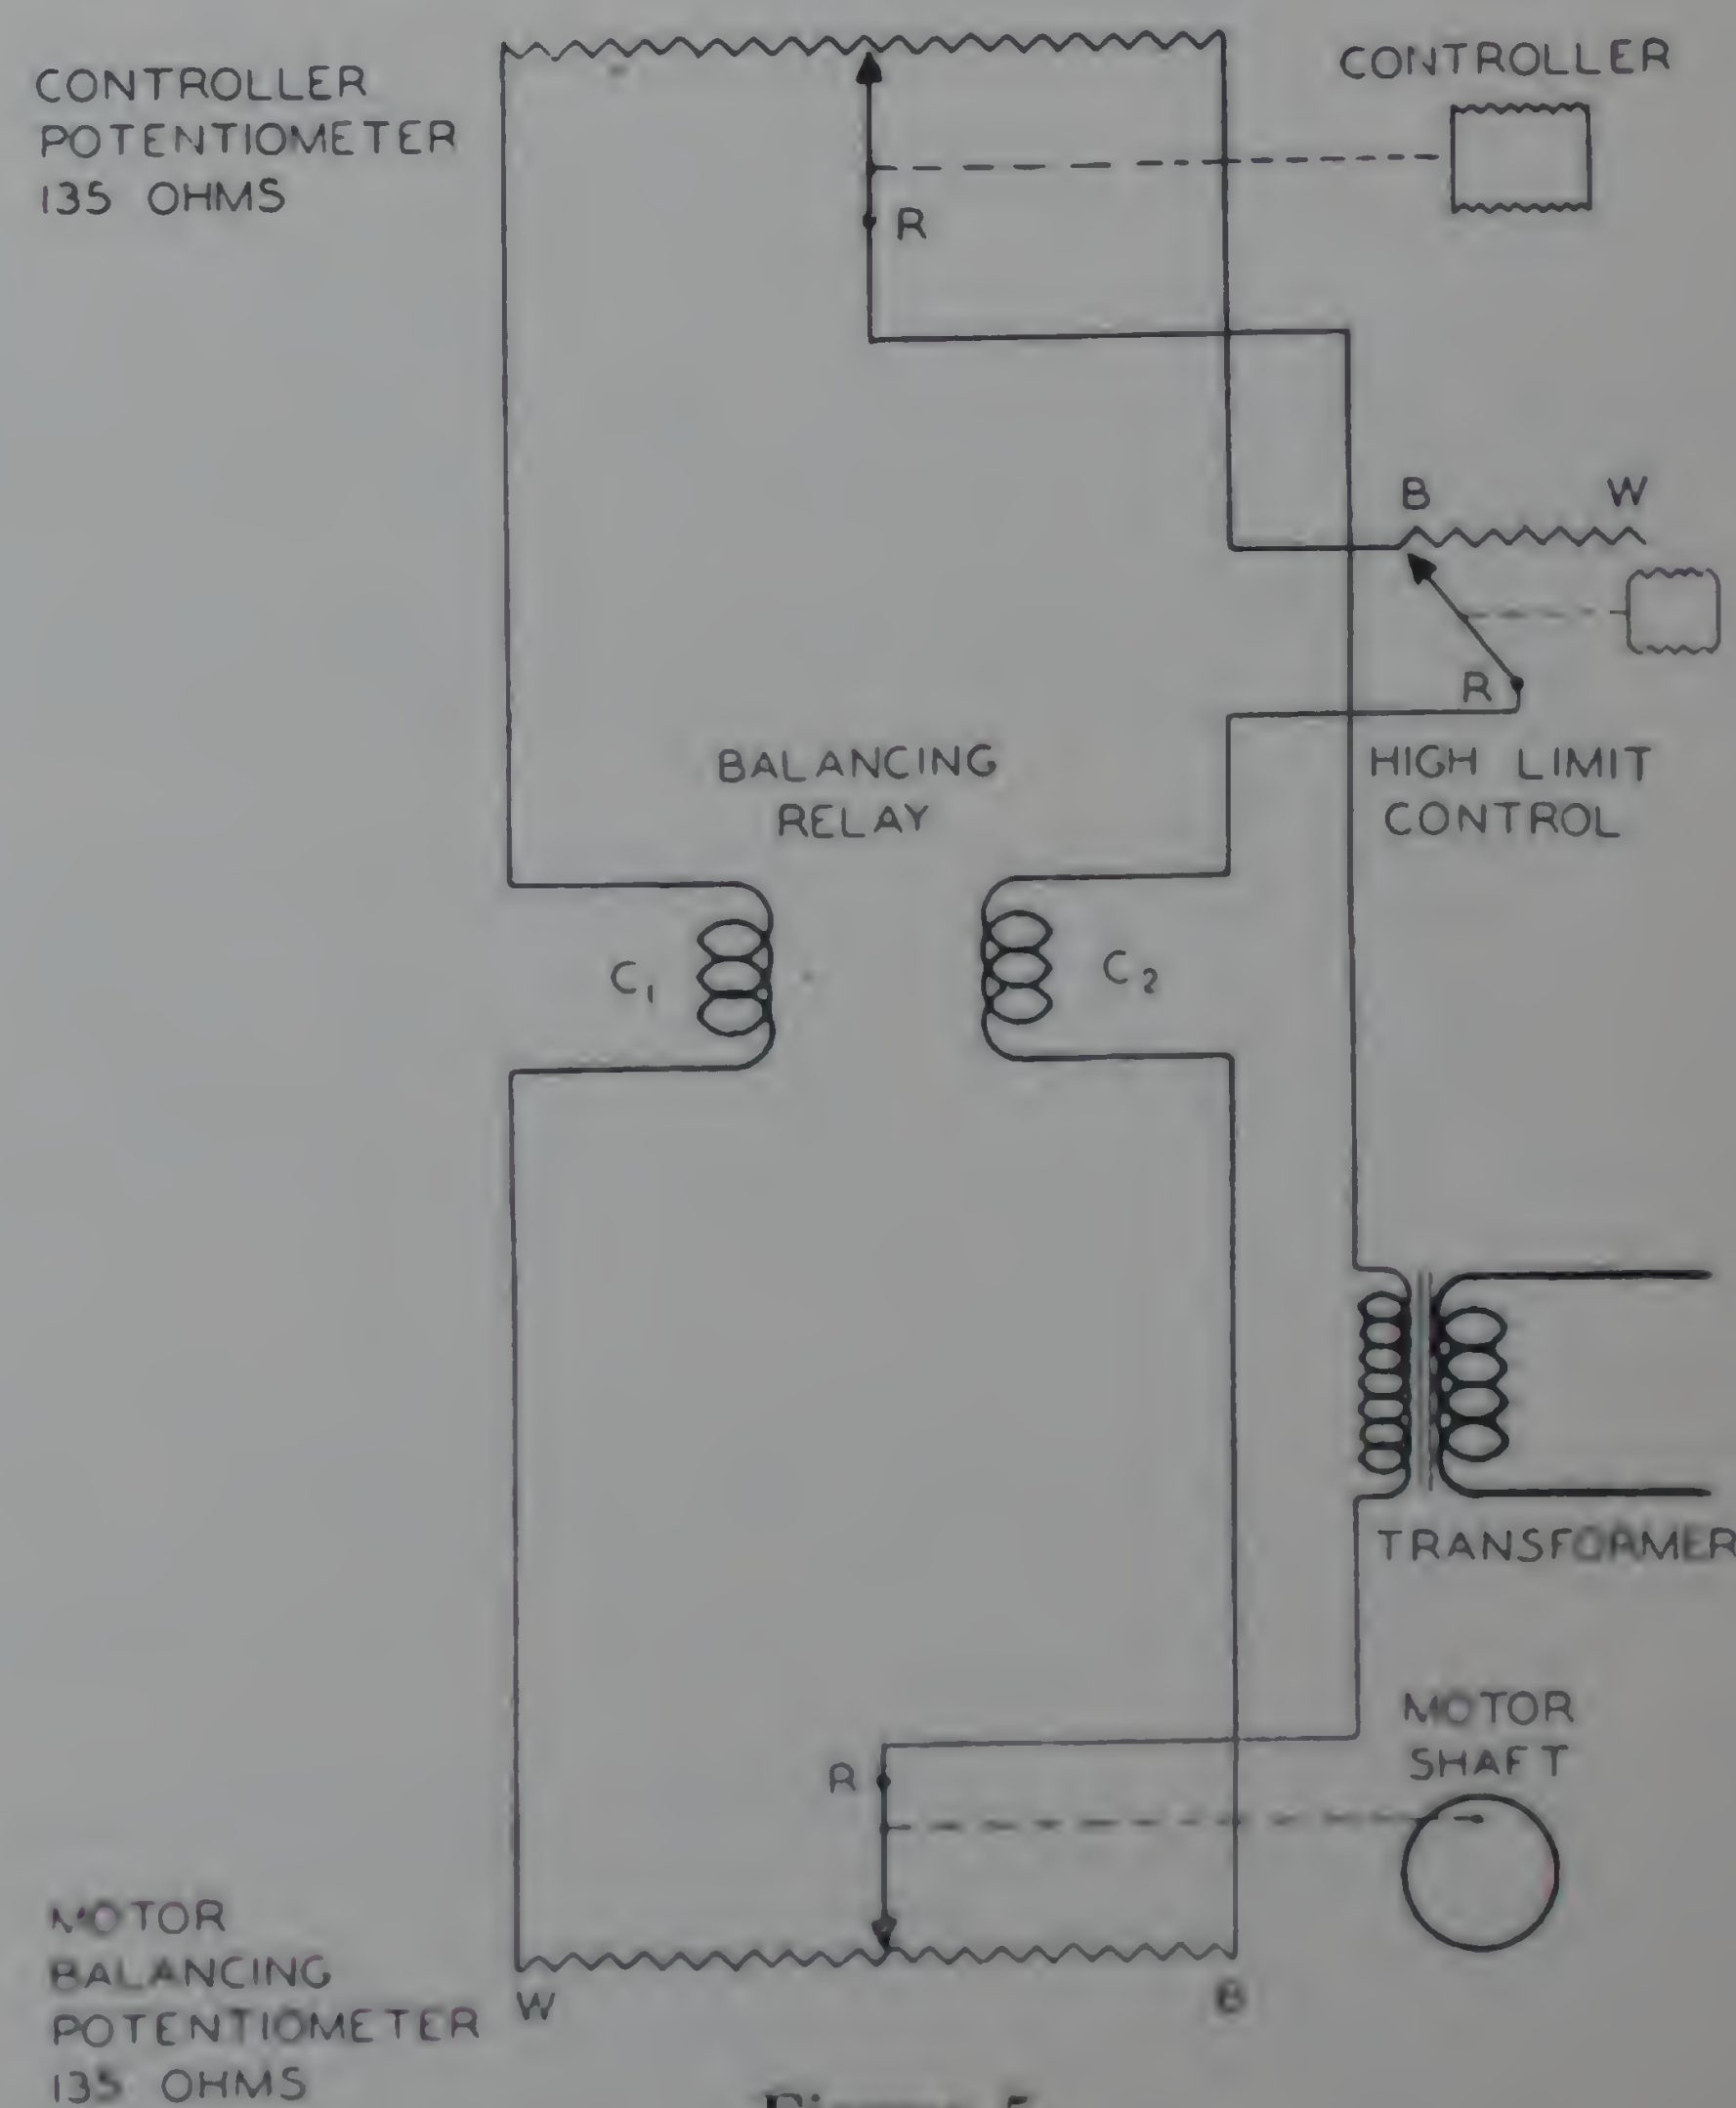 CONTROLLER
POTENTIOMETER
135 OHMS
CONTROLLER
R
B W
R
HIGH LIMIT
CONTROL
BALANCING
RELAY
C1
C2
TRANSFORMER
MOTOR
SHAFT
R
MOTOR
BALANCING
POTENTIOMETER
135 OHMS
W
B